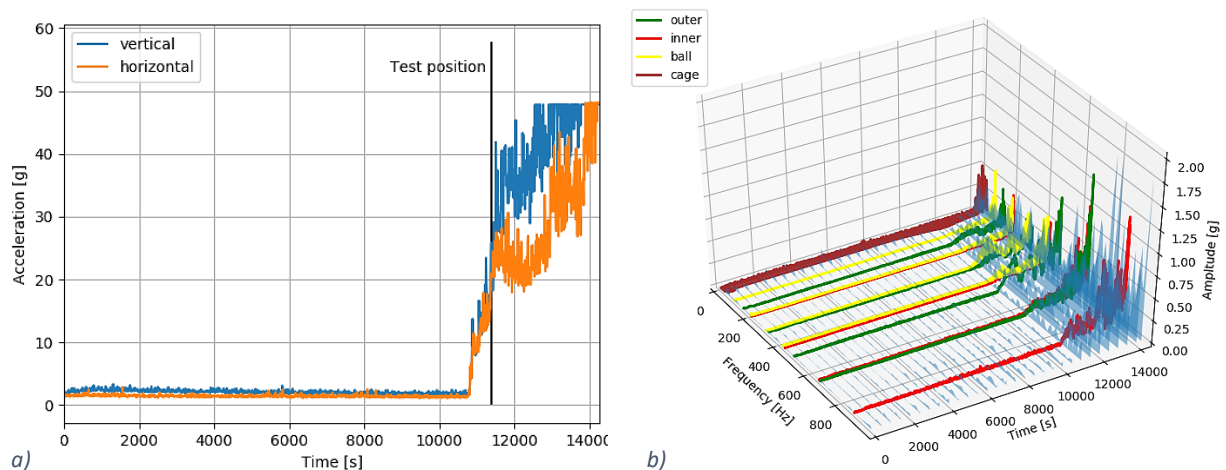 vertical
horizontal
Test position
Acceleration [g]
60
50
40
30
20
10
0
0 2000 4000 6000 8000 10000 12000 14000
Time [s]
a)
outer
inner
ball
cage
2.00
1.75
1.50
1.25
1.00
0.75
0.50
0.25
0.00
Amplitude [g]
0
200
400
600
800
Frequency [Hz]
0
2000
4000
6000
8000
10000
12000
14000
Time [s]
b)